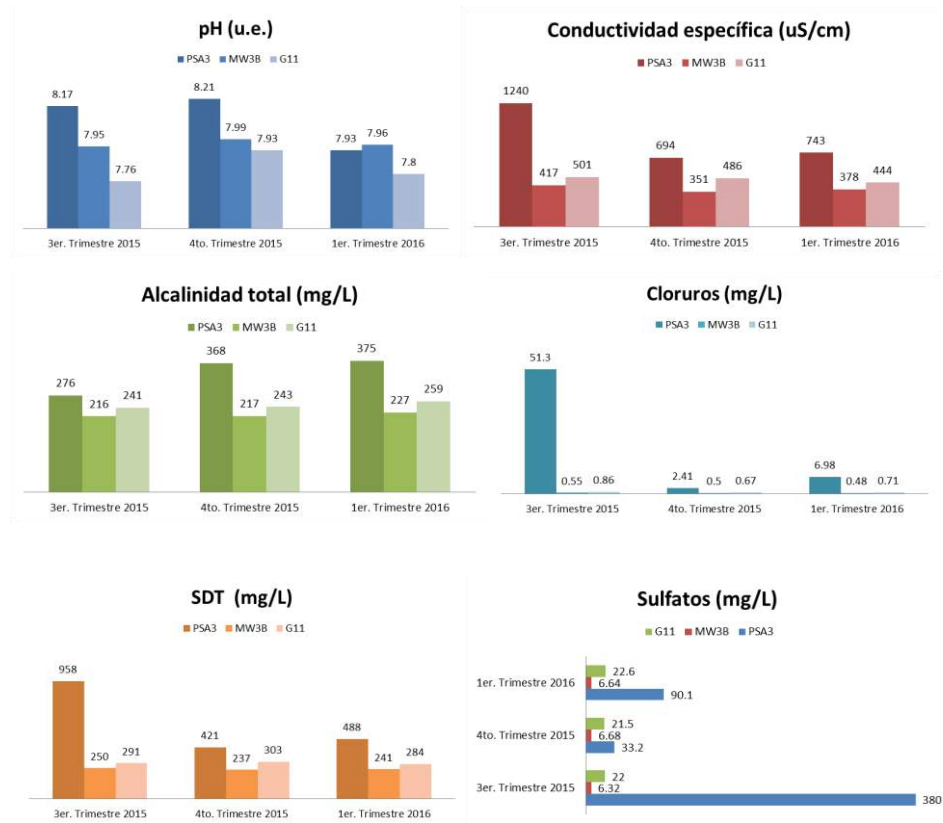 pH (u.e.)
PSA3 MW3B G11
8.17 7.95 7.76
8.21 7.99 7.93
7.93 7.96 7.8
3er. Trimestre 2015 4to. Trimestre 2015 1er. Trimestre 2016
Conductividad específica (uS/cm)
PSA3 MW3B G11
1240 417 501
694 351 486
743 378 444
3er. Trimestre 2015 4to. Trimestre 2015 1er. Trimestre 2016
Alcalinidad total (mg/L)
PSA3 MW3B G11
276 216 241
368 217 243
375 227 259
3er. Trimestre 2015 4to. Trimestre 2015 1er. Trimestre 2016
Cloruros (mg/L)
PSA3 MW3B G11
51.3 0.55 0.86
2.41 0.5 0.67
6.98 0.48 0.71
3er. Trimestre 2015 4to. Trimestre 2015 1er. Trimestre 2016
SDT (mg/L)
PSA3 MW3B G11
958 250 291
421 237 303
488 241 284
3er. Trimestre 2015 4to. Trimestre 2015 1er. Trimestre 2016
Sulfatos (mg/L)
G11 MW3B PSA3
22.6
1er. Trimestre 2016 6.64
90.1
21.5
4to. Trimestre 2015 6.68
33.2
22
3er. Trimestre 2015 6.32
380